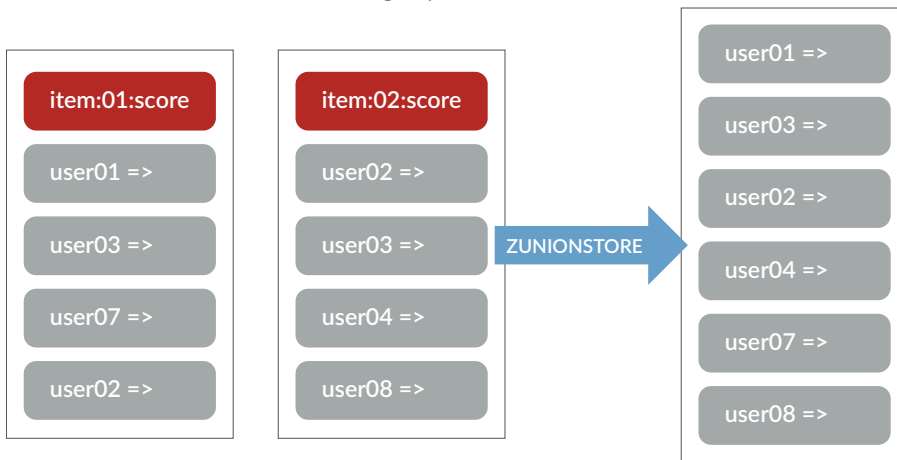 item:01:score
user01 =>
user03 =>
user07 =>
user02 =>
item:02:score
user02 =>
user03 =>
user04 =>
user08 =>
ZUNIONSTORE
user01 =>
user03 =>
user02 =>
user04 =>
user07 =>
user08 =>